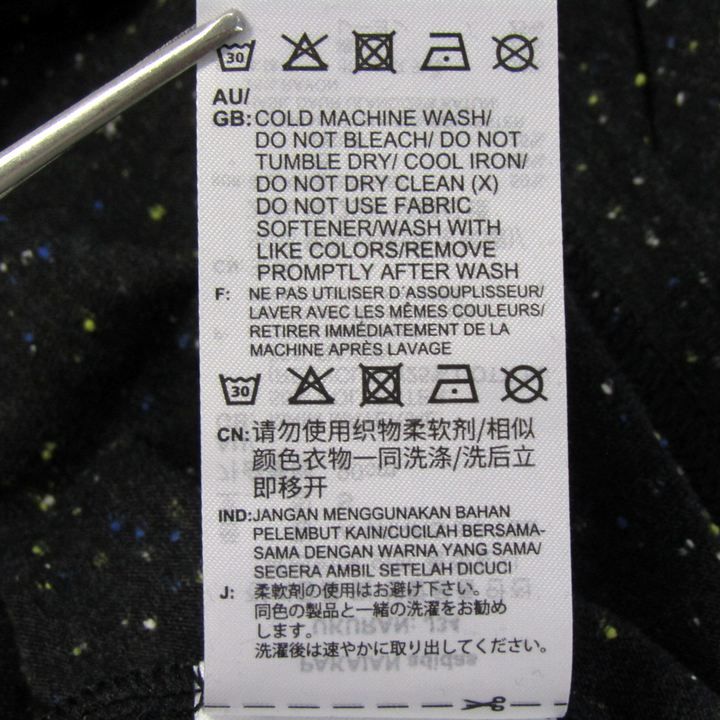 30
AU/
GB: COLD MACHINE WASH/
DO NOT BLEACH/ DO NOT
TUMBLE DRY/ COOL IRON/
DO NOT DRY CLEAN (X)
DO NOT USE FABRIC
SOFTENER/WASH WITH
LIKE COLORS/REMOVE
PROMPTLY AFTER WASH
F: NE PAS UTILISER D´ASSOUPLISSEUR/
LAVER AVEC LES MÊMES COULEURS/
RETIRER IMMÉDIATEMENT DE LA
MACHINE APRÈS LAVAGE
30
CN: 请勿使用织物柔软剂/相似
颜色衣物一同洗涤/洗后立
即移开
IND: JANGAN MENGGUNAKAN BAHAN
PELEMBUT KAIN/CUCILAH BERSAMA-
SAMA DENGAN WARNA YANG SAMA/
SEGERA AMBIL SETELAH DICUCI
J: 柔軟剤の使用はお避け下さい。
同色の製品と一緒の洗濯をお勧め
します。
洗濯後は速やかに取り出してください。